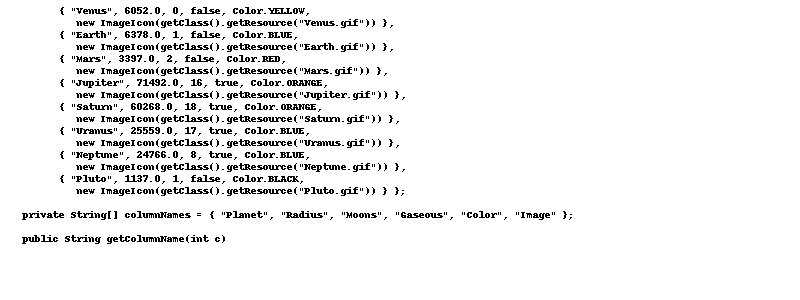 { "Venus", 6052.0, 0, false, Color.YELLOW,
new ImageIcon(getClass().getResource("Venus.gif")) },
{ "Earth", 6378.0, 1, false, Color.BLUE,
new ImageIcon(getClass().getResource("Earth.gif")) },
{ "Mars", 3397.0, 2, false, Color.RED,
new ImageIcon(getClass().getResource("Mars.gif")) },
{ "Jupiter", 71492.0, 16, true, Color.ORANGE,
new ImageIcon(getClass().getResource("Jupiter.gif")) },
{ "Saturn", 60268.0, 18, true, Color.ORANGE,
new ImageIcon(getClass().getResource("Saturn.gif")) },
{ "Uranus", 25559.0, 17, true, Color.BLUE,
new ImageIcon(getClass().getResource("Uranus.gif")) },
{ "Neptune", 24766.0, 8, true, Color.BLUE,
new ImageIcon(getClass().getResource("Neptune.gif")) },
{ "Pluto", 1137.0, 1, false, Color.BLACK,
new ImageIcon(getClass().getResource("Pluto.gif")) } };
private String[] columnNames = { "Planet", "Radius", "Moons", "Gaseous", "Color", "Image" };
public String getColumnName(int c)